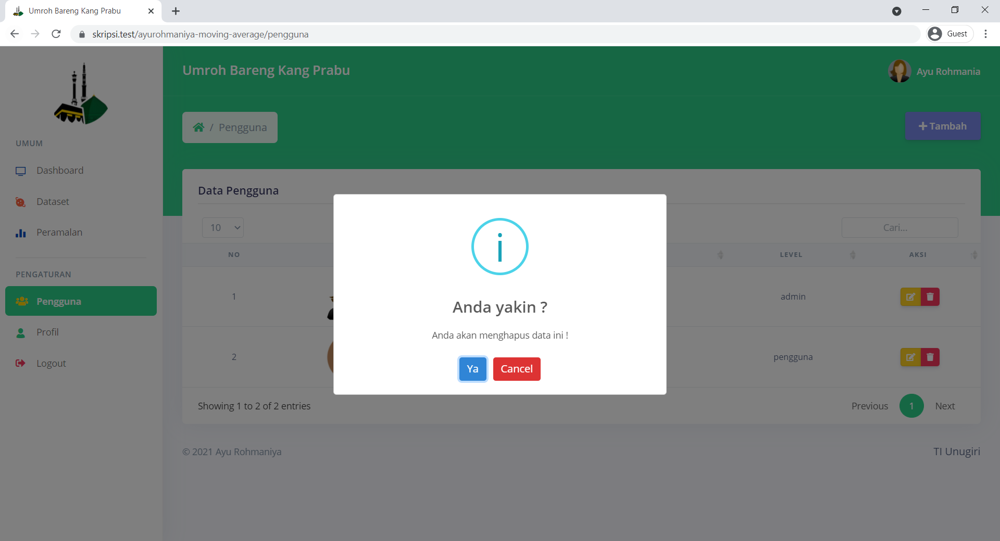 Umroh Bareng Kang Prabu
skripsi.test/ayurohmaniya-moving-average/pengguna
Guest
Umroh Bareng Kang Prabu
Ayu Rohmania
UMUM
Dashboard
Dataset
Peramalan
PENGATURAN
Pengguna
Profil
Logout
/ Pengguna
+ Tambah
Data Pengguna
10
Cari...
NO
LEVEL
AKSI
1
admin
2
pengguna
Showing 1 to 2 of 2 entries
Previous
1
Next
Anda yakin ?
Anda akan menghapus data ini !
Ya
Cancel
© 2021 Ayu Rohmaniya
TI Unugiri